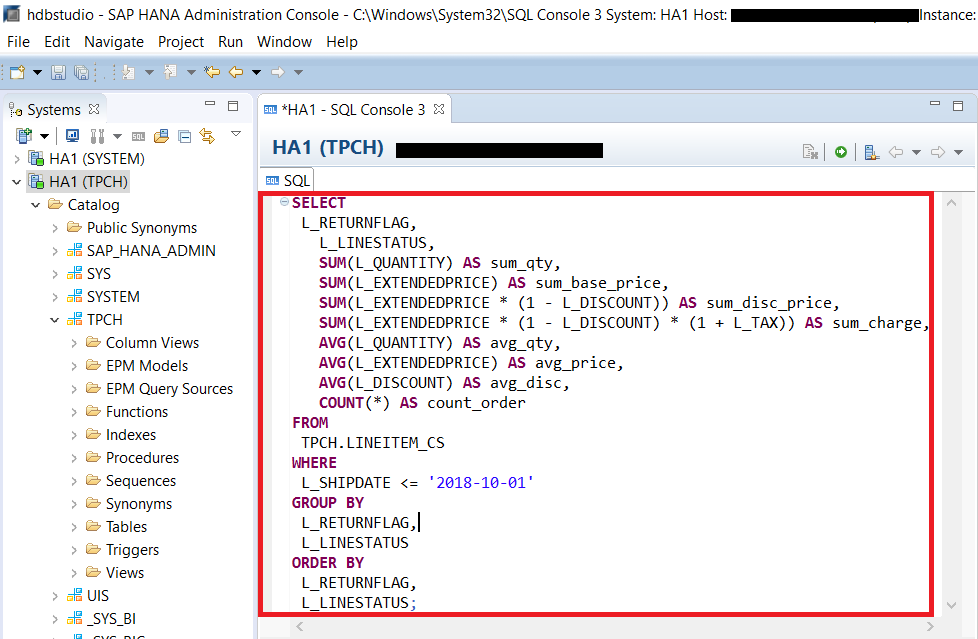 hdbstudio - SAP HANA Administration Console - C:\Windows\System32\SQL Console 3 System: HA1 Host: Instance:
File Edit Navigate Project Run Window Help
Systems
*HA1 - SQL Console 3
HA1 (SYSTEM)
HA1 (TPCH)
Catalog
Public Synonyms
SAP_HANA_ADMIN
SYS
SYSTEM
TPCH
Column Views
EPM Models
EPM Query Sources
Functions
Indexes
Procedures
Sequences
Synonyms
Tables
Triggers
Views
UIS
_SYS_BI
_SYS_BIC
HA1 (TPCH)
SQL
SELECT
L_RETURNFLAG,
L_LINESTATUS,
SUM(L_QUANTITY) AS sum_qty,
SUM(L_EXTENDEDPRICE) AS sum_base_price,
SUM(L_EXTENDEDPRICE * (1 - L_DISCOUNT)) AS sum_disc_price,
SUM(L_EXTENDEDPRICE * (1 - L_DISCOUNT) * (1 + L_TAX)) AS sum_charge,
AVG(L_QUANTITY) AS avg_qty,
AVG(L_EXTENDEDPRICE) AS avg_price,
AVG(L_DISCOUNT) AS avg_disc,
COUNT(*) AS count_order
FROM
TPCH.LINEITEM_CS
WHERE
L_SHIPDATE <= '2018-10-01'
GROUP BY
L_RETURNFLAG,
L_LINESTATUS
ORDER BY
L_RETURNFLAG,
L_LINESTATUS;